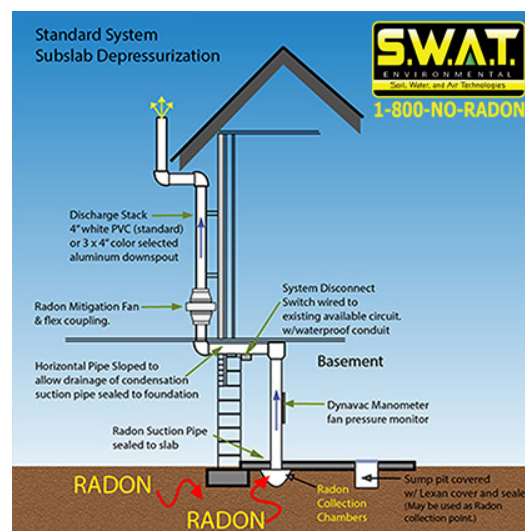 Standard System
Subslab Depressurization
S.W.A.T.
ENVIRONMENTAL
Soil, Water, and Air Technologies
1-800-NO-RADON
Discharge Stack
4" white PVC (standard)
or 3 x 4" color selected
aluminum downspout
System Disconnect
Switch wired to
existing available circuit.
w/waterproof conduit
Radon Mitigation Fan
& flex coupling.
Horizontal Pipe Sloped to
allow drainage of condensation
suction pipe sealed to foundation
Basement
Dynavac Manometer
fan pressure monitor
Radon Suction Pipe
sealed to slab
RADON
RADON
Radon
Collection
Chambers
Sump pit covered
w/ Lexan cover and seale
(May be used as Radon
collection point.)